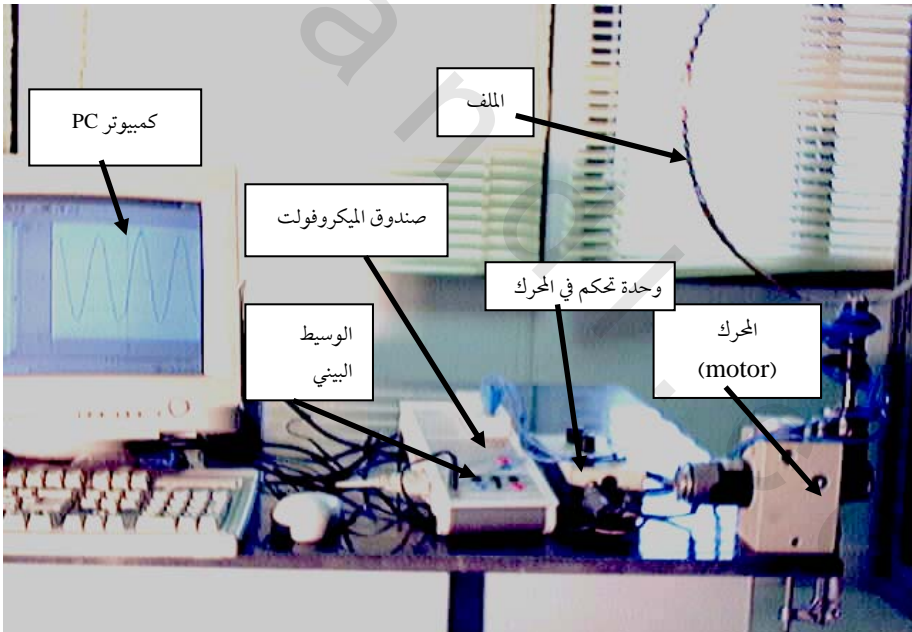 الملف
كمبيوتر PC
صندوق الميكروفولت
وحدة تحكم في المحرك
المحرك
(motor)
الوسيط
البيني